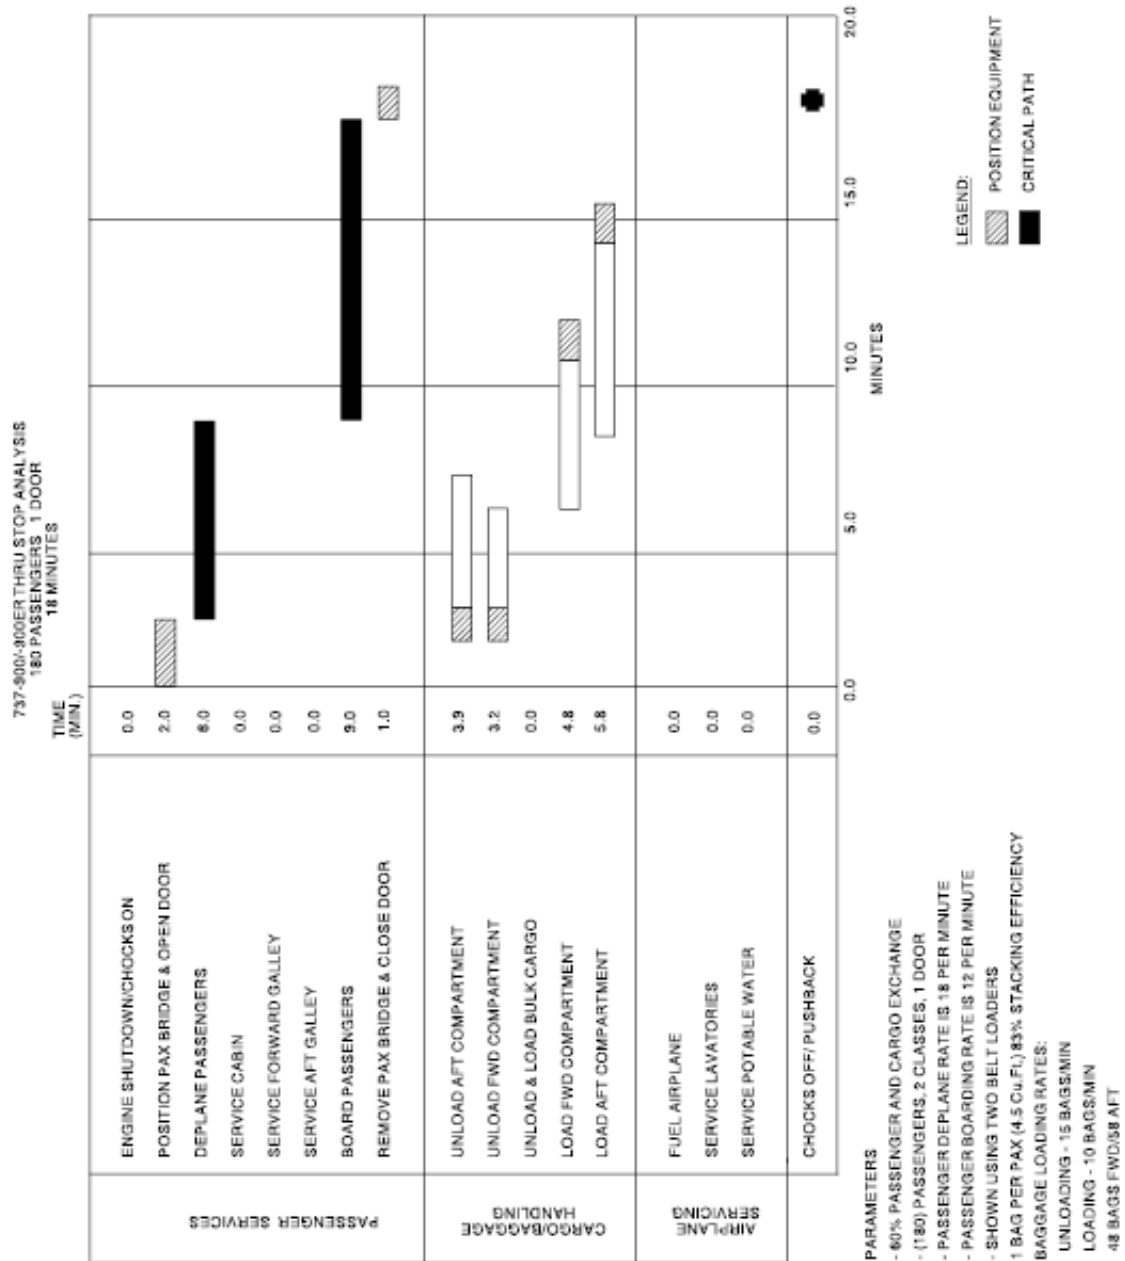 737-900/-900ER THRU STOP ANALYSIS
180 PASSENGERS, 1 DOOR
18 MINUTES
TIME
(MIN.)
PASSENGER SERVICES
ENGINE SHUTDOWN/CHOCKS ON 0.0
POSITION PAX BRIDGE & OPEN DOOR 2.0
DEPLANE PASSENGERS 6.0
SERVICE CABIN 0.0
SERVICE FORWARD GALLEY 0.0
SERVICE AFT GALLEY 0.0
BOARD PASSENGERS 9.0
REMOVE PAX BRIDGE & CLOSE DOOR 1.0
CARGO/BAGGAGE
HANDLING
UNLOAD AFT COMPARTMENT 3.9
UNLOAD FWD COMPARTMENT 3.2
UNLOAD & LOAD BULK CARGO 0.0
LOAD FWD COMPARTMENT 4.8
LOAD AFT COMPARTMENT 5.8
AIRPLANE
SERVICING
FUEL AIRPLANE 0.0
SERVICE LAVATORIES 0.0
SERVICE POTABLE WATER 0.0
CHOCKS OFF/ PUSHBACK 0.0
0.0 5.0 10.0 15.0 20.0
MINUTES
PARAMETERS
- 60% PASSENGER AND CARGO EXCHANGE
- (180) PASSENGERS, 2 CLASSES, 1 DOOR
- PASSENGER DEPLANE RATE IS 18 PER MINUTE
- PASSENGER BOARDING RATE IS 12 PER MINUTE
- SHOWN USING TWO BELT LOADERS
1 BAG PER PAX (4.5 Cu.Ft.) 83% STACKING EFFICIENCY
BAGGAGE LOADING RATES:
UNLOADING - 15 BAGS/MIN
LOADING - 10 BAGS/MIN
48 BAGS FWD/58 AFT
LEGEND:
POSITION EQUIPMENT
CRITICAL PATH